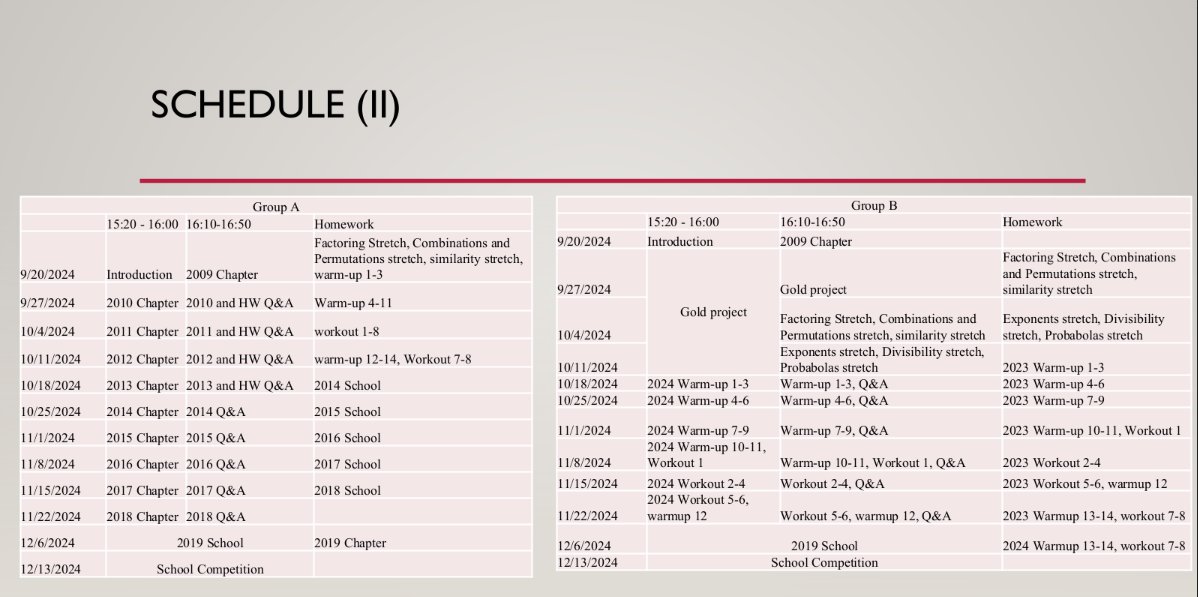 SCHEDULE (II)
Group A
15:20 - 16:00 16:10-16:50 Homework
Factoring Stretch, Combinations and
Permutations stretch, similarity stretch,
9/20/2024 Introduction 2009 Chapter warm-up 1-3
9/27/2024 2010 Chapter 2010 and HW Q&A Warm-up 4-11
10/4/2024 2011 Chapter 2011 and HW Q&A workout 1-8
10/11/2024 2012 Chapter 2012 and HW Q&A warm-up 12-14, Workout 7-8
10/18/2024 2013 Chapter 2013 and HW Q&A 2014 School
10/25/2024 2014 Chapter 2014 Q&A 2015 School
11/1/2024 2015 Chapter 2015 Q&A 2016 School
11/8/2024 2016 Chapter 2016 Q&A 2017 School
11/15/2024 2017 Chapter 2017 Q&A 2018 School
11/22/2024 2018 Chapter 2018 Q&A
12/6/2024 2019 School 2019 Chapter
12/13/2024 School Competition
Group B
15:20 - 16:00 16:10-16:50 Homework
9/20/2024 Introduction 2009 Chapter
Factoring Stretch, Combinations
and Permutations stretch,
9/27/2024 Gold project similarity stretch
Gold project
Factoring Stretch, Combinations and Exponents stretch, Divisibility
10/4/2024 Permutations stretch, similarity stretch stretch, Probabolas stretch
Exponents stretch, Divisibility stretch,
10/11/2024 Probabolas stretch 2023 Warm-up 1-3
10/18/2024 2024 Warm-up 1-3 Warm-up 1-3, Q&A 2023 Warm-up 4-6
10/25/2024 2024 Warm-up 4-6 Warm-up 4-6, Q&A 2023 Warm-up 7-9
11/1/2024 2024 Warm-up 7-9 Warm-up 7-9, Q&A 2023 Warm-up 10-11, Workout 1
2024 Warm-up 10-11,
11/8/2024 Workout 1 Warm-up 10-11, Workout 1, Q&A 2023 Workout 2-4
11/15/2024 2024 Workout 2-4 Workout 2-4, Q&A 2023 Workout 5-6, warmup 12
2024 Workout 5-6,
11/22/2024 warmup 12 Workout 5-6, warmup 12, Q&A 2023 Warmup 13-14, workout 7-8
12/6/2024 2019 School 2024 Warmup 13-14, workout 7-8
12/13/2024 School Competition